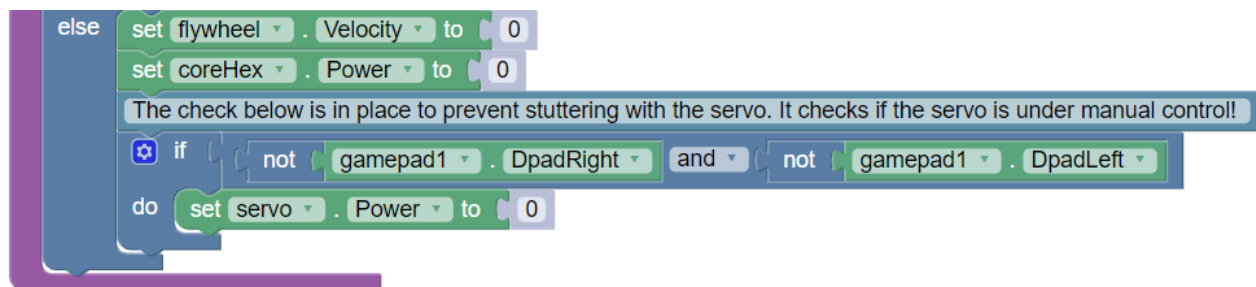 else set flywheel . Velocity to 0
set coreHex . Power to 0
The check below is in place to prevent stuttering with the servo. It checks if the servo is under manual control!
if not gamepad1 . DpadRight and not gamepad1 . DpadLeft
do set servo . Power to 0